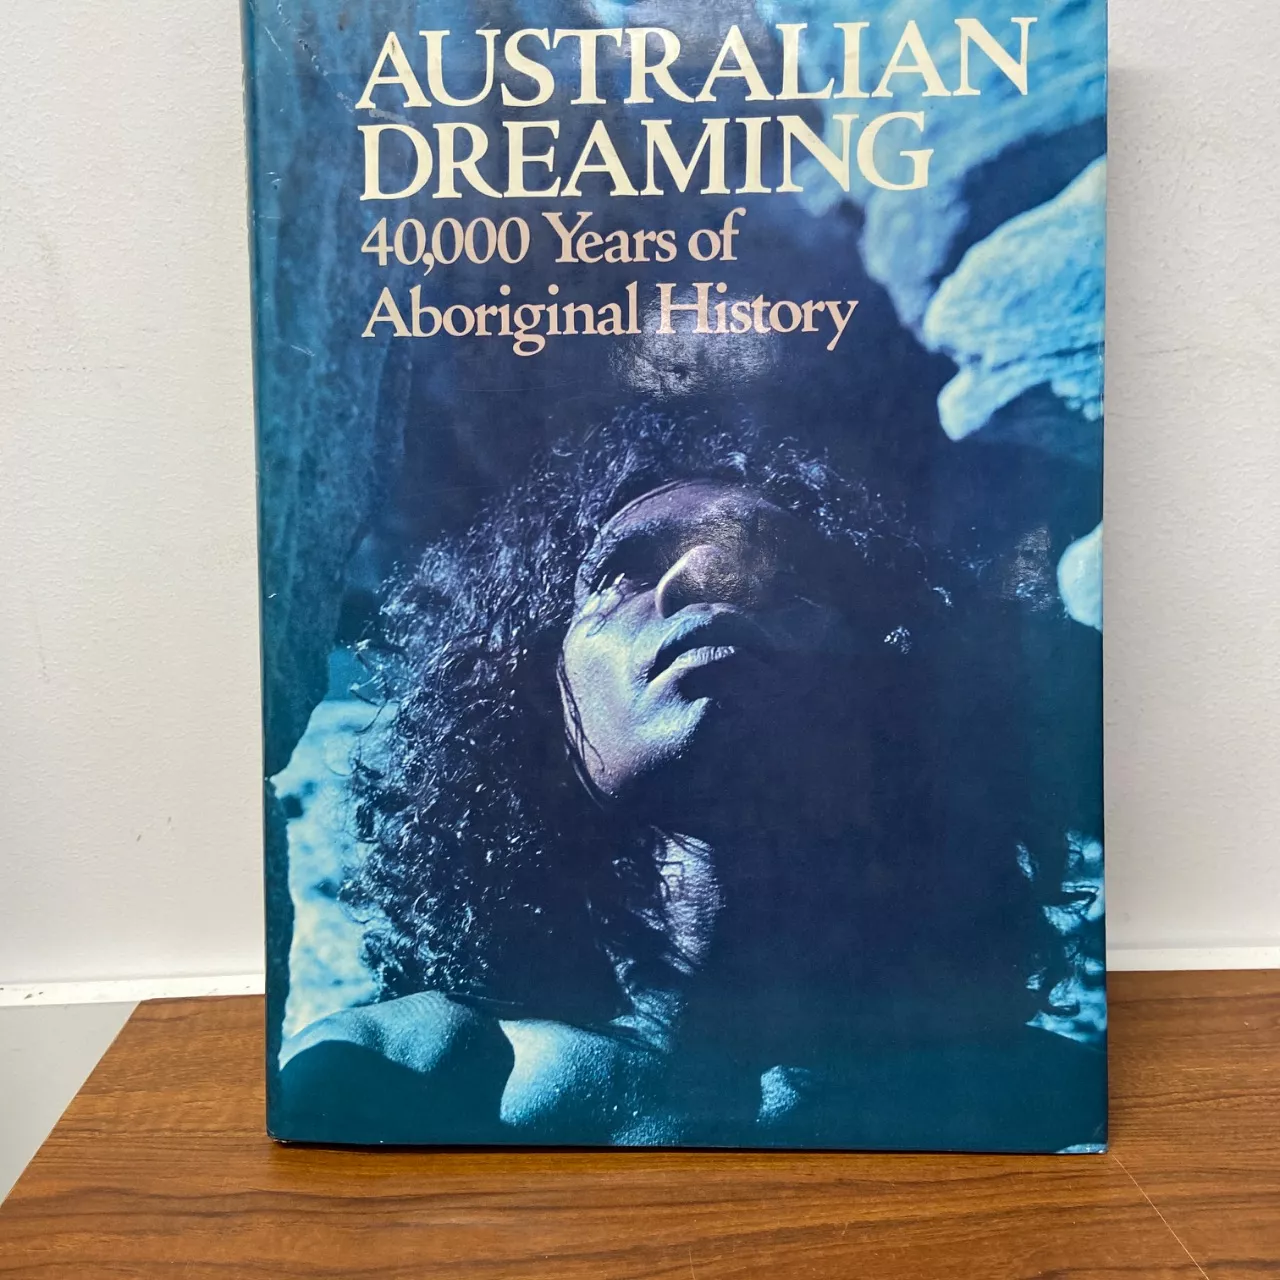 AUSTRALIAN
DREAMING
40,000 Years of
Aboriginal History